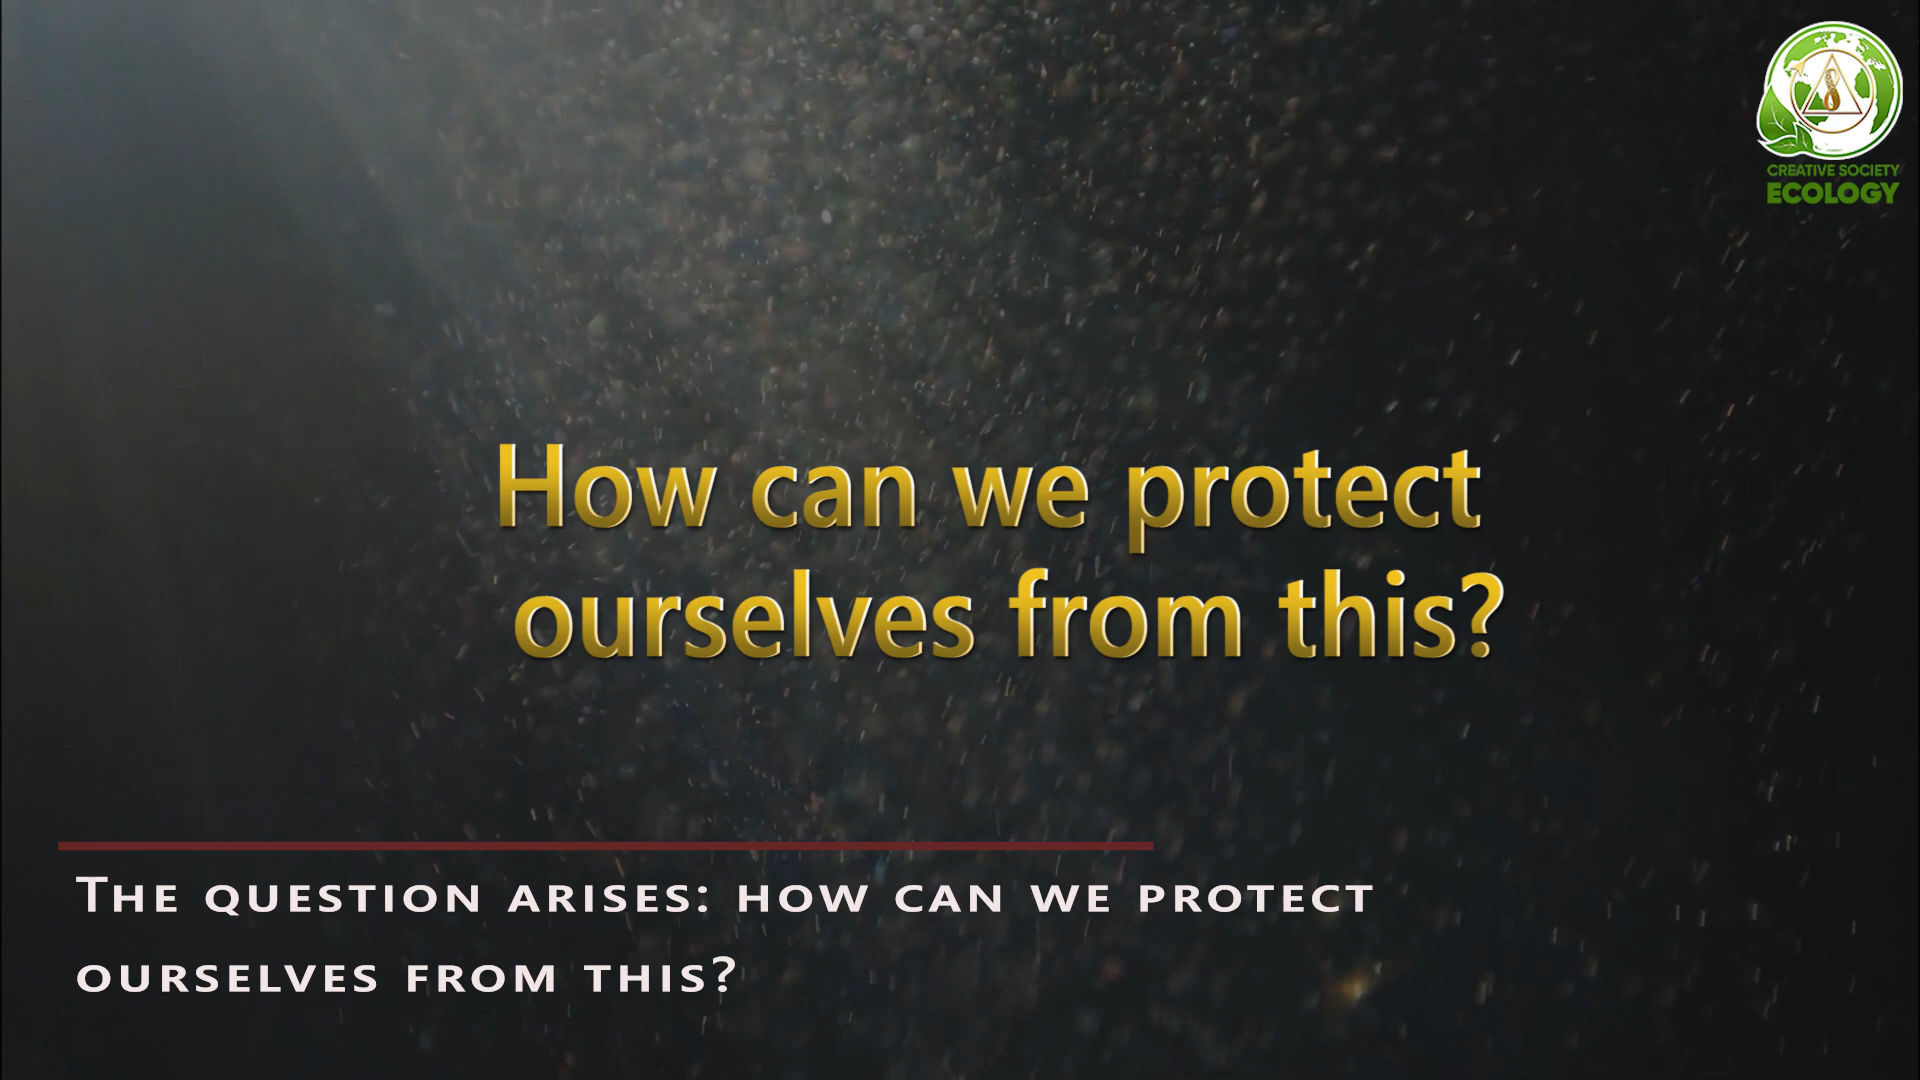 CREATIVE SOCIETY
ECOLOGY
How can we protect
ourselves from this?
The question arises: how can we protect
ourselves from this?